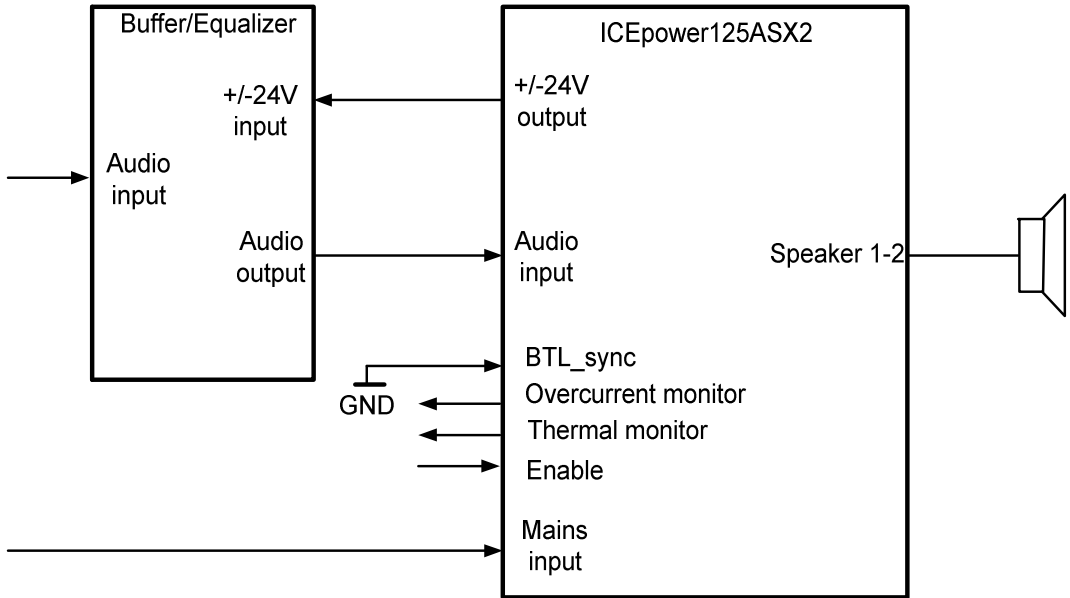 Buffer/Equalizer
+/-24V
input
Audio
input
Audio
output
GND
ICEpower125ASX2
+/-24V
output
Audio
input
Speaker 1-2
BTL_sync
Overcurrent monitor
Thermal monitor
Enable
Mains
input